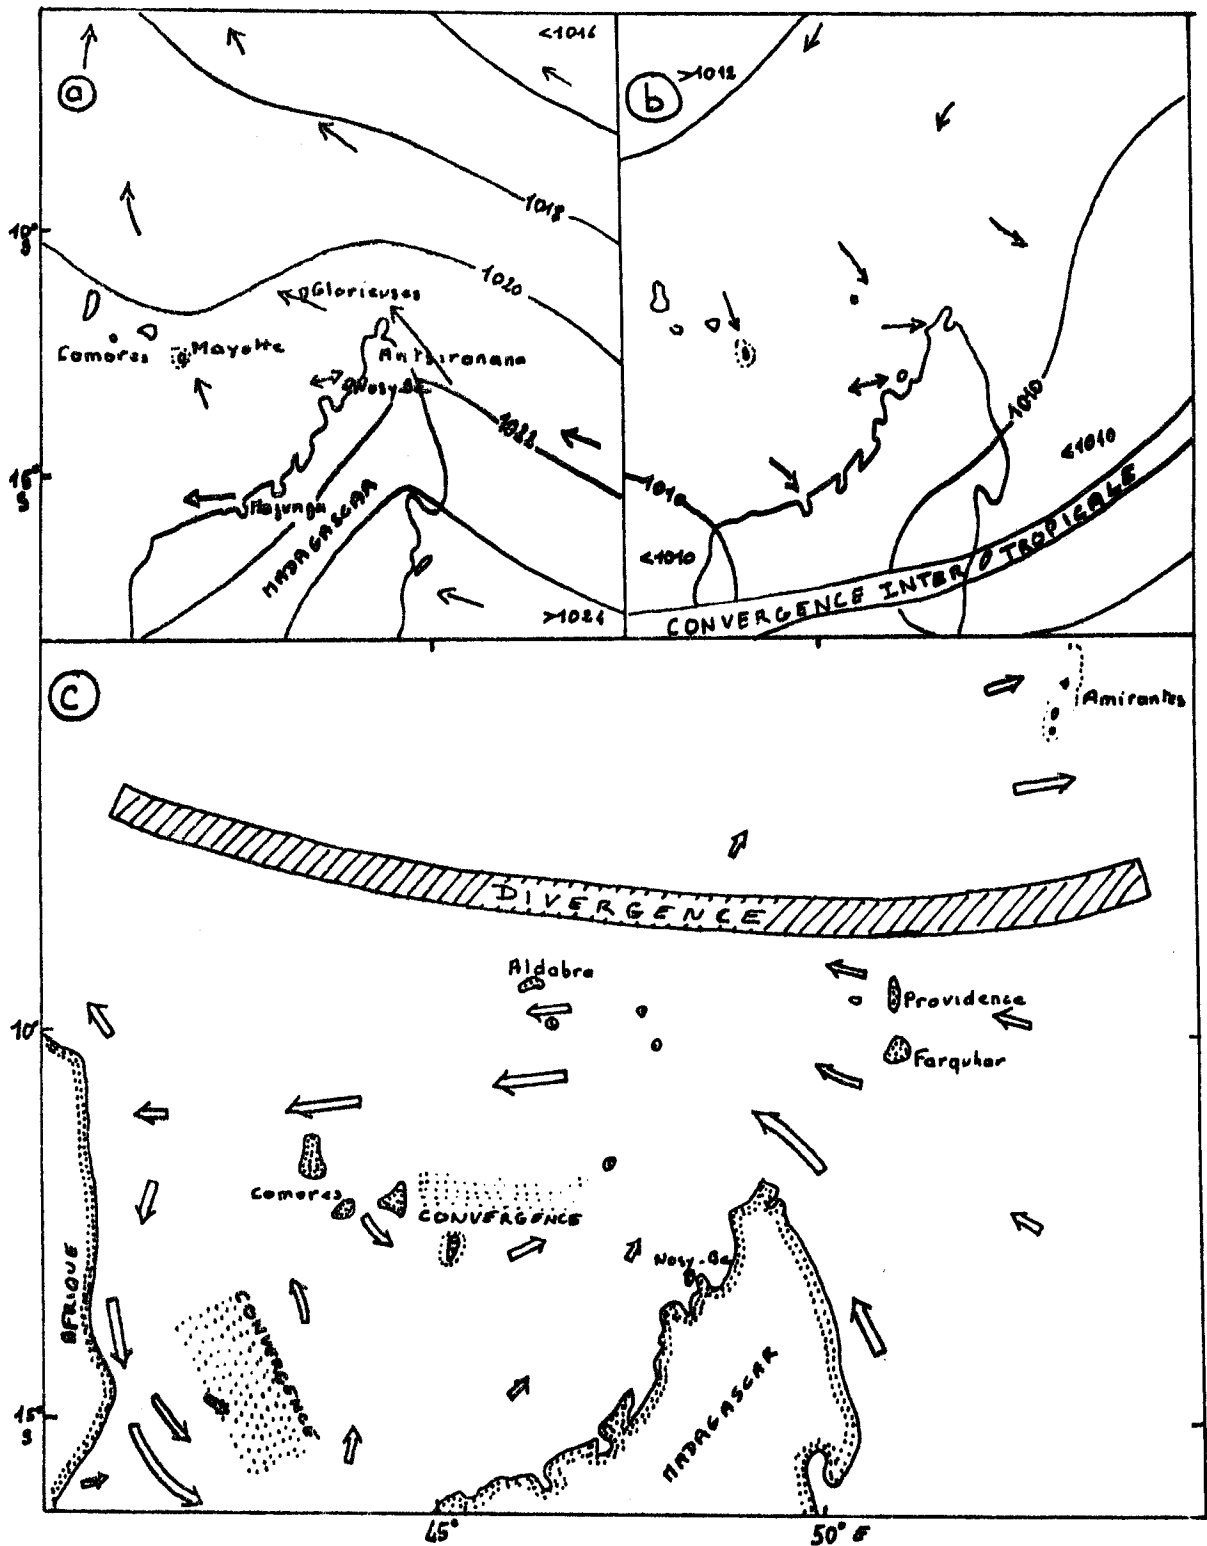 a
<1016
1018
10°
S
1020
Glorieuses
Comores
Mayotte
Antsiranana
Nosy-Be
1022
15°
S
Majunga
MADAGASCAR
>1024
b
>1012
1010
<1010
1010
<1010
CONVERGENCE INTER TROPICALE
C
Amirantes
DIVERGENCE
Aldabra
Providence
10°
Farquhar
Comores
CONVERGENCE
Nosy-Be
AFRIQUE
CONVERGENCE
MADAGASCAR
15°
S
45°
50° E